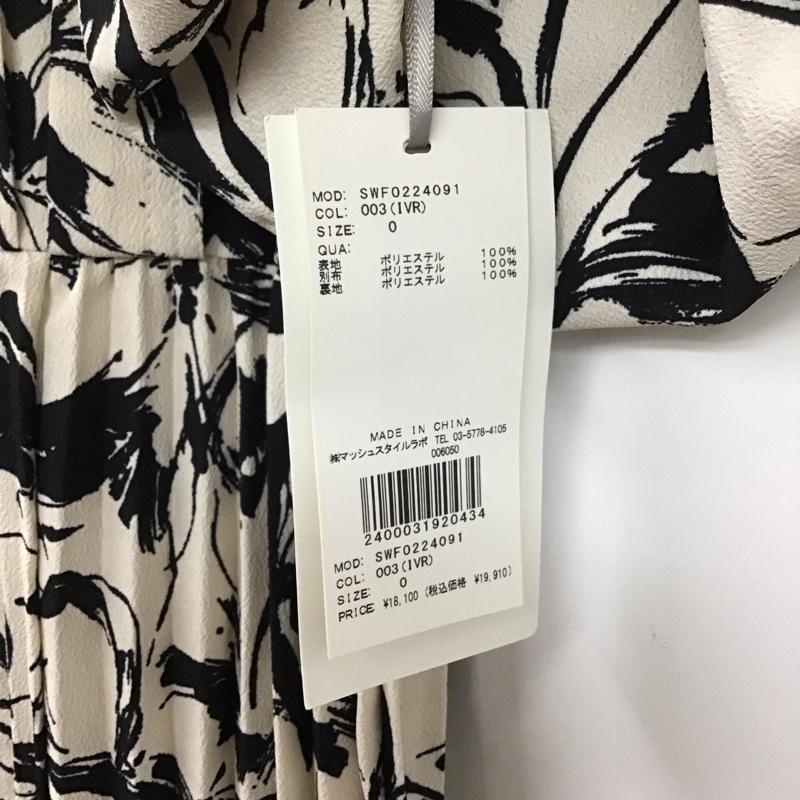 MOD: SWF0224091
COL: 003(IVR)
SIZE: 0
QUA:
表地 ポリエステル 100%
別布 ポリエステル 100%
裏地 ポリエステル 100%
MADE IN CHINA
㈱マッシュスタイルラボ TEL 03-5778-4105
006050
2400031920434
MOD: SWF0224091
COL: 003(IVR)
SIZE: 0
PRICE: ¥18,100 (税込価格 ¥19,910)